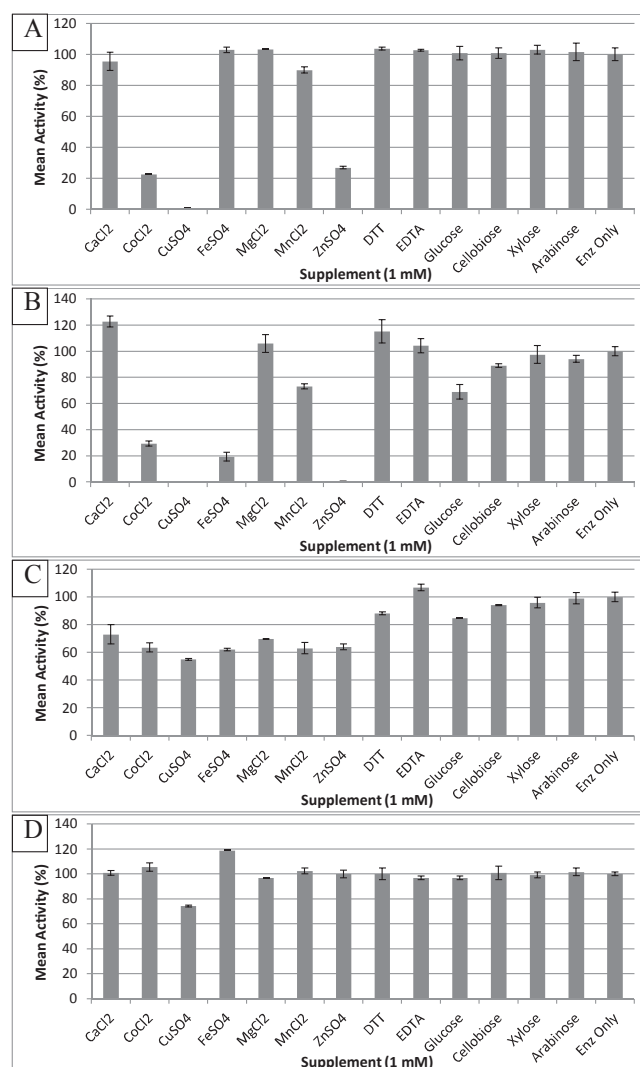 A
Mean Activity (%)
120
100
80
60
40
20
0
CaCl2 CoCl2 CuSO4 FeSO4 MgCl2 MnCl2 ZnSO4 DTT EDTA Glucose Cellobiose Xylose Arabinose Enz Only
Supplement (1 mM)
B
Mean Activity (%)
140
120
100
80
60
40
20
0
CaCl2 CoCl2 CuSO4 FeSO4 MgCl2 MnCl2 ZnSO4 DTT EDTA Glucose Cellobiose Xylose Arabinose Enz Only
Supplement (1 mM)
C
Mean Activity (%)
120
100
80
60
40
20
0
CaCl2 CoCl2 CuSO4 FeSO4 MgCl2 MnCl2 ZnSO4 DTT EDTA Glucose Cellobiose Xylose Arabinose Enz Only
Supplement (1 mM)
D
Mean Activity (%)
140
120
100
80
60
40
20
0
CaCl2 CoCl2 CuSO4 FeSO4 MgCl2 MnCl2 ZnSO4 DTT EDTA Glucose Cellobiose Xylose Arabinose Enz Only
Supplement (1 mM)